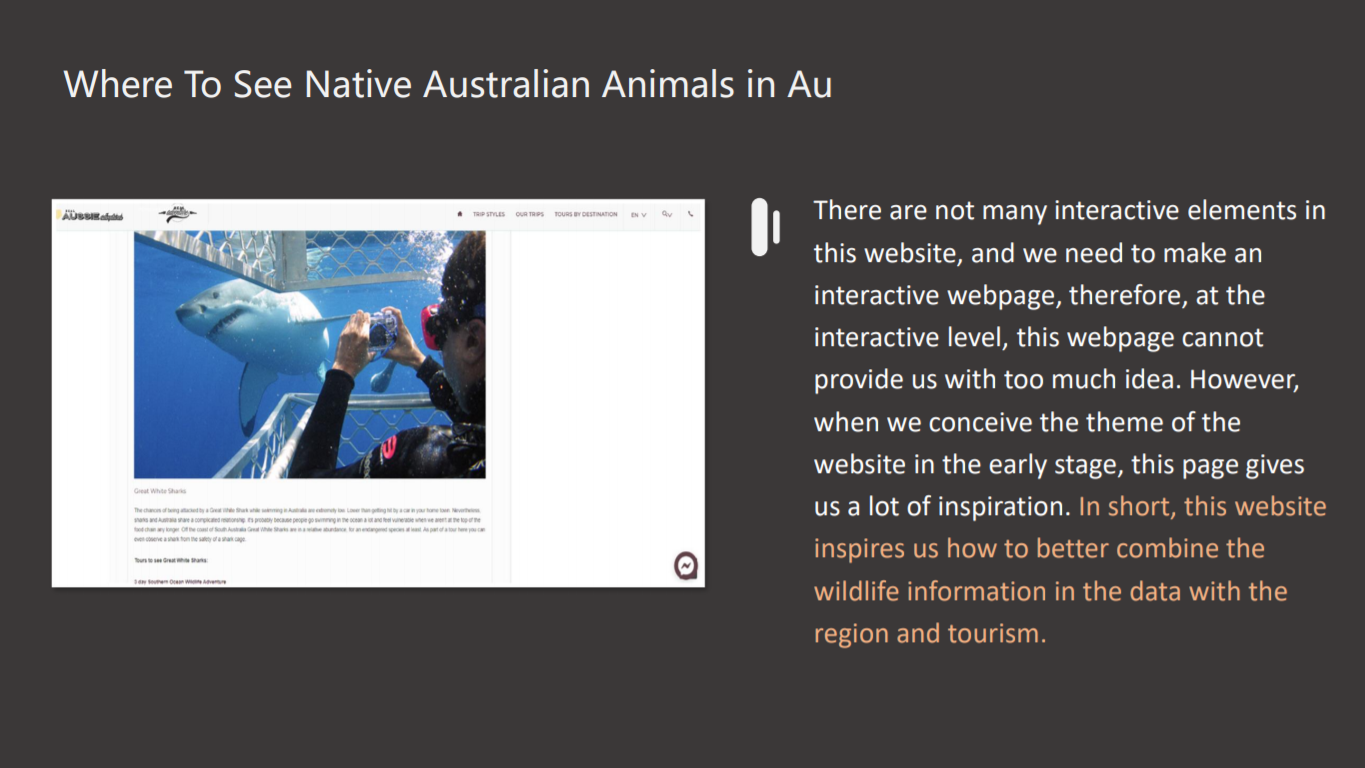 Where To See Native Australian Animals in Au
AUSSIE
TRIP STYLES OUR TRIPS TOURS BY DESTINATION EN
There are not many interactive elements in
this website, and we need to make an
interactive webpage, therefore, at the
interactive level, this webpage cannot
provide us with too much idea. However,
when we conceive the theme of the
website in the early stage, this page gives
us a lot of inspiration. In short, this website
inspires us how to better combine the
wildlife information in the data with the
region and tourism.
Great White Sharks
The chances of being attacked by a Great White Shark while swimming in Australia are extremely low. Lower than getting hit by a car in your home town. Nevertheless,
sharks and Australia share a complicated relationship. It's probably because people go swimming in the ocean a lot and feel vulnerable when we aren't at the top of the
food chain any longer. Off the coast of South Australia Great White Sharks are in a relative abundance, for an endangered species at least. As part of a tour here you can
even observe a shark from the safety of a shark cage.
Tours to see Great White Sharks:
3 day Southern Ocean Wildlife Adventure